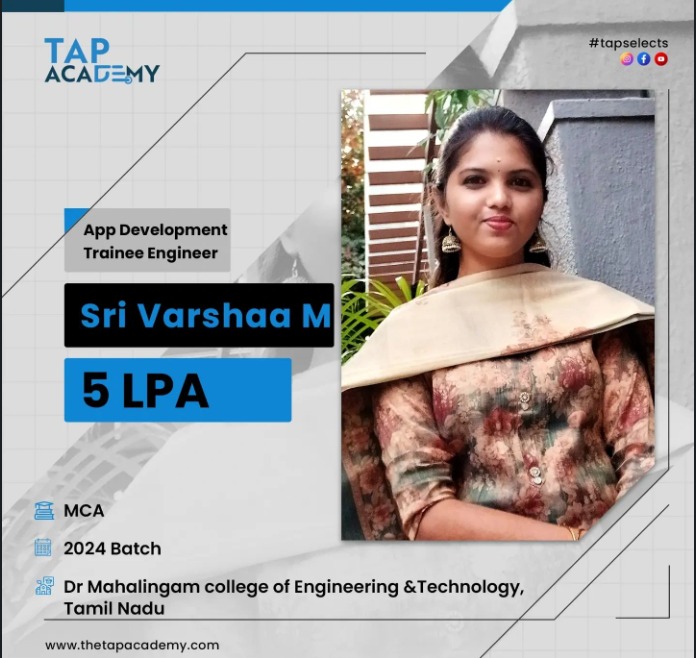 TAP
ACADEMY
#tapselects
App Development
Trainee Engineer
Sri Varshaa M
5 LPA
MCA
2024 Batch
Dr Mahalingam college of Engineering &Technology,
Tamil Nadu
www.thetapacademy.com